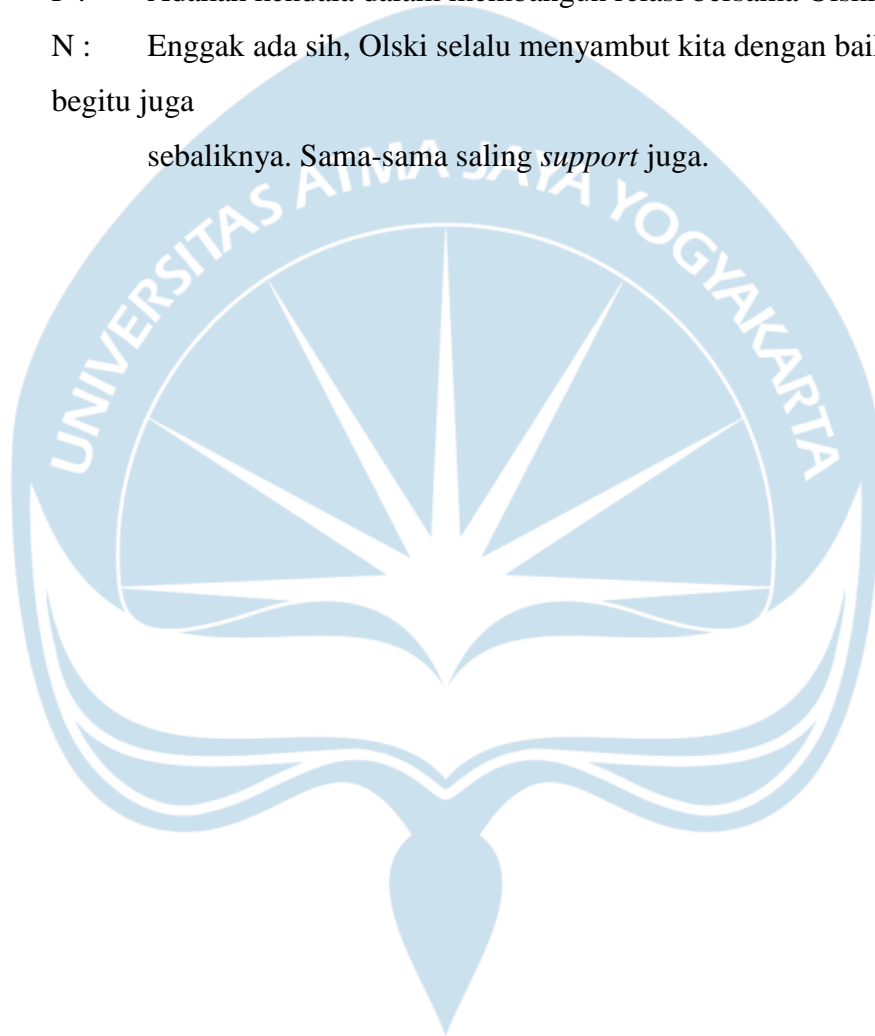 N : Enggak ada sih, Olski selalu menyambut kita dengan baik
begitu juga
sebaliknya. Sama-sama saling support juga.
UNIVERSITAS ATMA JAYA YOGYAKARTA